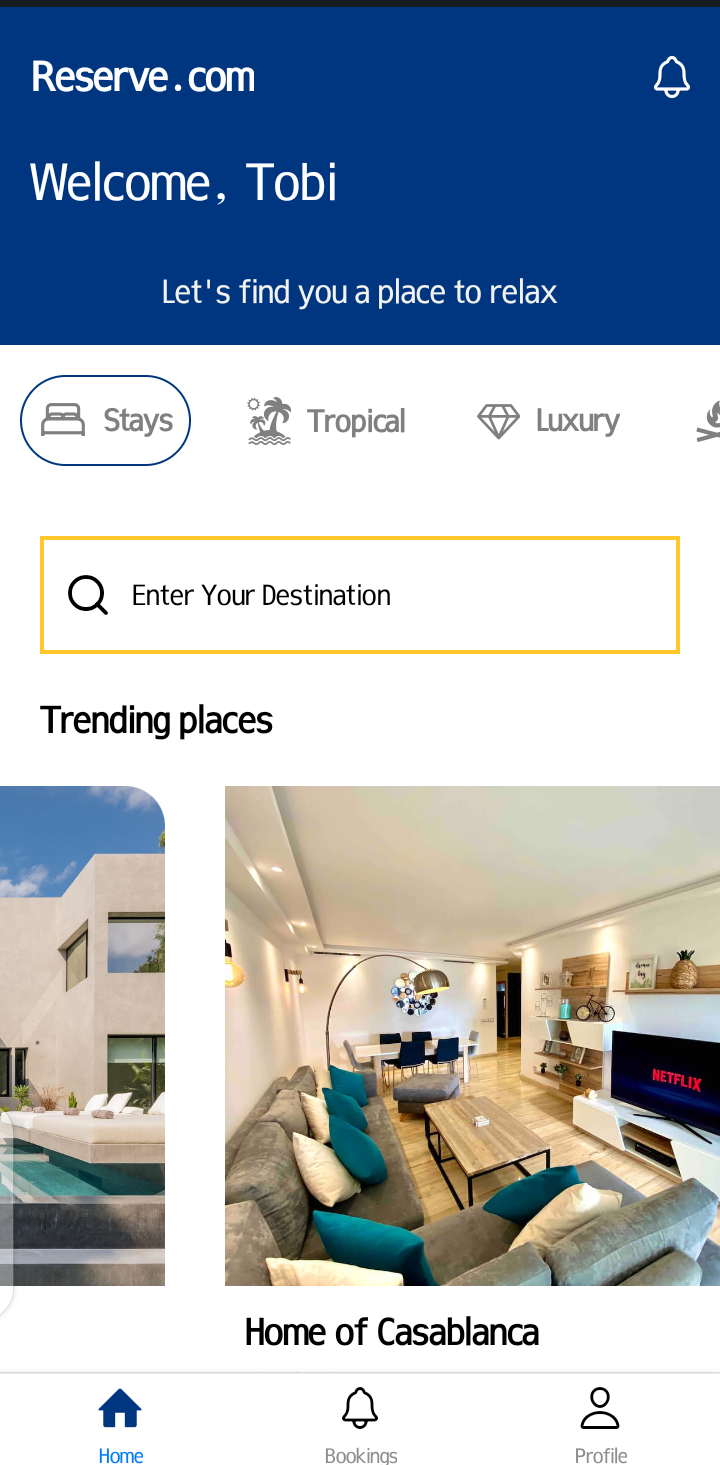 Reserve.com
Welcome, Tobi
Let's find you a place to relax
Stays
Tropical
Luxury
Enter Your Destination
Trending places
NETFLIX
Home of Casablanca
Home
Bookings
Profile